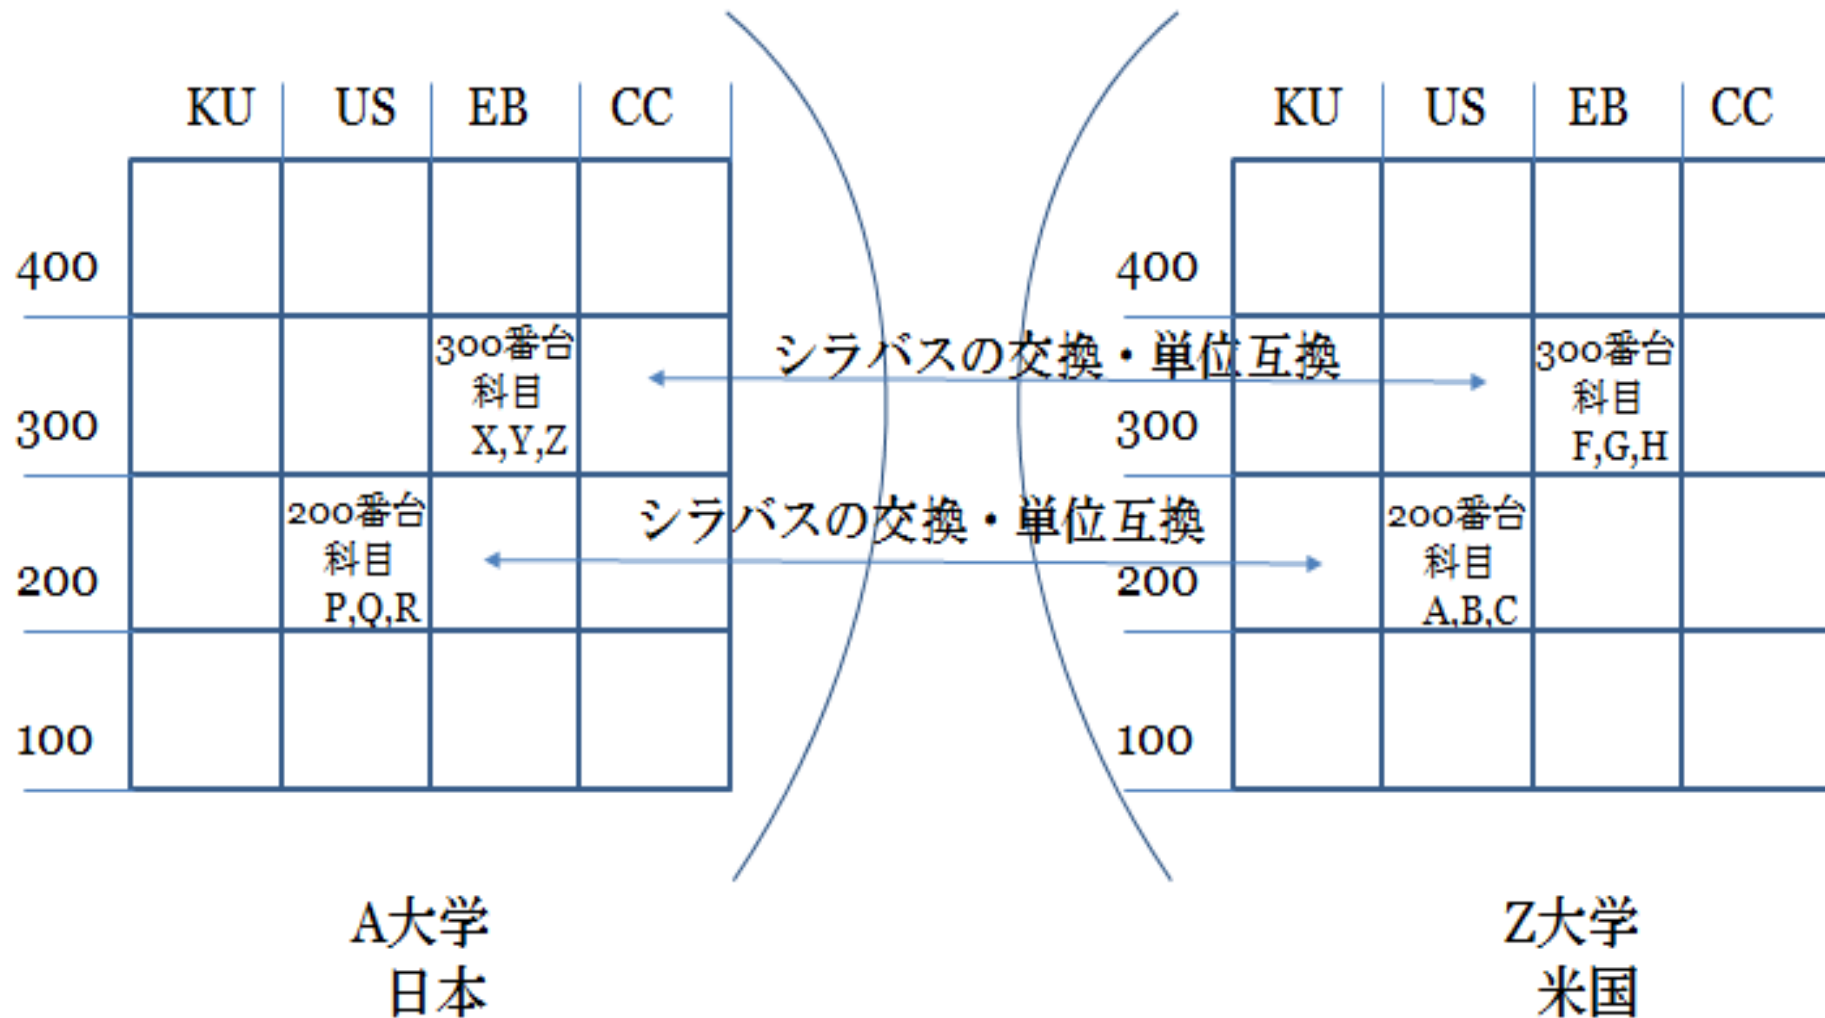 KU US EB CC
KU US EB CC
400
400
300番台
科目
X,Y,Z
シラバスの交換・単位互換
300番台
科目
F,G,H
300
300
200番台
科目
P,Q,R
シラバスの交換・単位互換
200番台
科目
A,B,C
200
200
100
100
A大学
日本
Z大学
米国